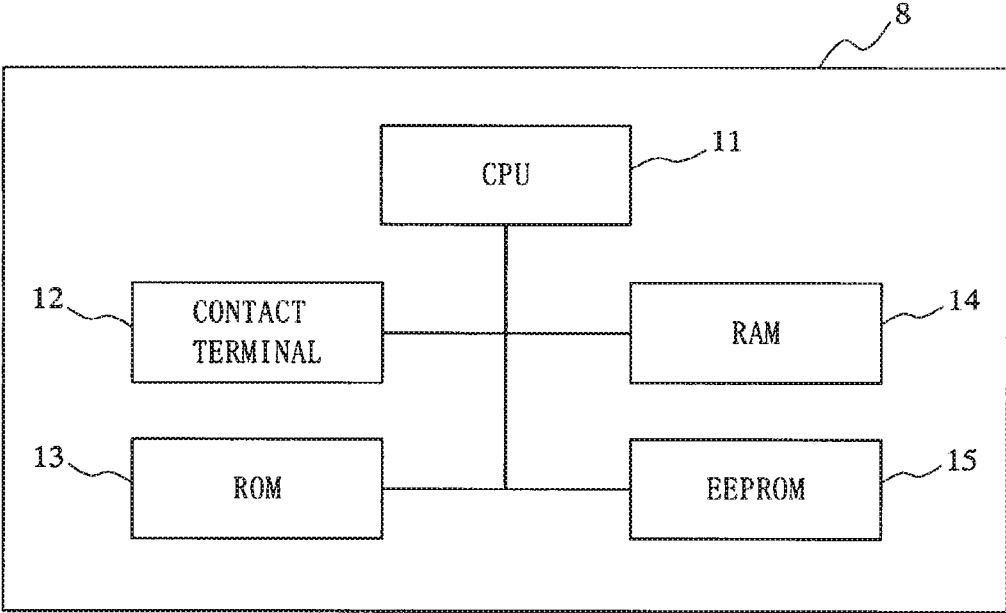 8
CPU
11
12
CONTACT
TERMINAL
RAM
14
13
ROM
EEPROM
15